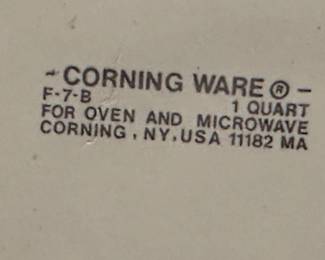 - CORNING WARE ® -
F-7-B 1 QUART
FOR OVEN AND MICROWAVE
CORNING, NY, USA 11182 MA